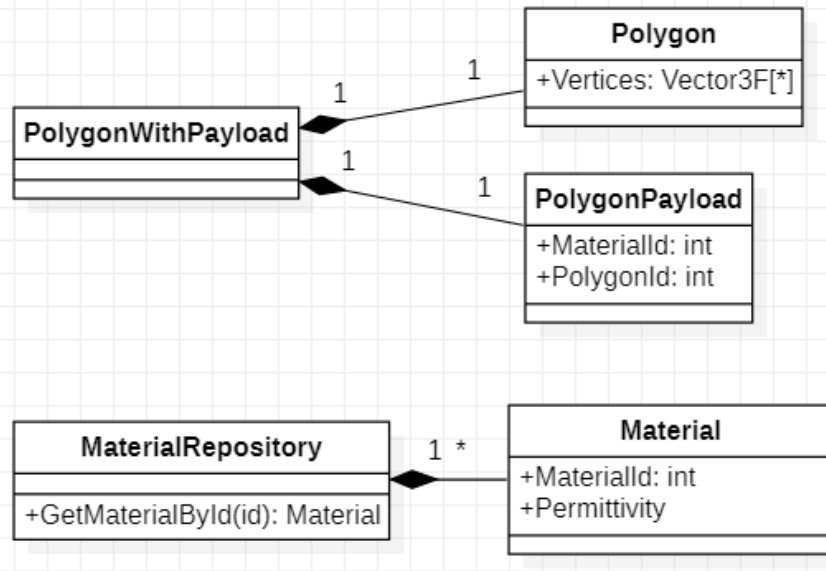 Polygon
+Vertices: Vector3F[*]
1
1
PolygonWithPayload
1
1
PolygonPayload
+MaterialId: int
+PolygonId: int
MaterialRepository
+GetMaterialById(id): Material
1 *
Material
+MaterialId: int
+Permittivity